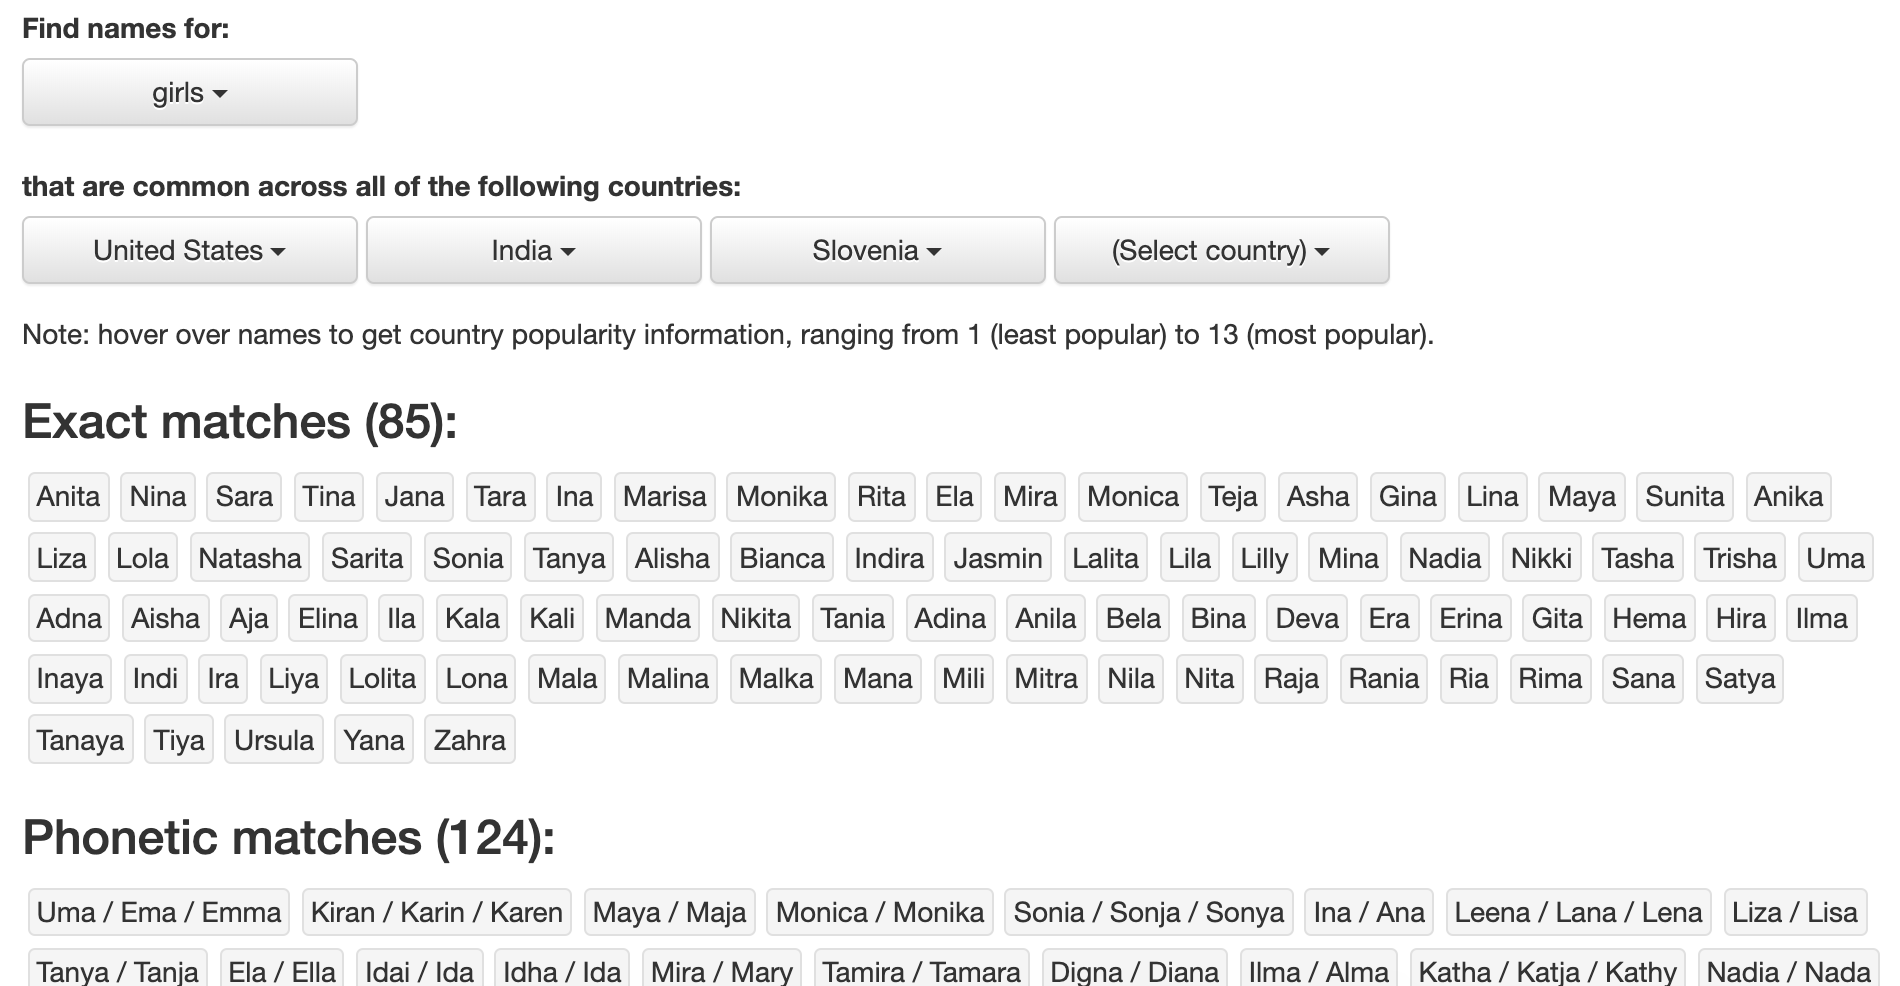 Find names for:
girls
that are common across all of the following countries:
United States India Slovenia (Select country)
Note: hover over names to get country popularity information, ranging from 1 (least popular) to 13 (most popular).
Exact matches (85):
Anita Nina Sara Tina Jana Tara Ina Marisa Monika Rita Ela Mira Monica Teja Asha Gina Lina Maya Sunita Anika
Liza Lola Natasha Sarita Sonia Tanya Alisha Bianca Indira Jasmin Lalita Lila Lilly Mina Nadia Nikki Tasha Trisha Uma
Adna Aisha Aja Elina Ila Kala Kali Manda Nikita Tania Adina Anila Bela Bina Deva Era Erina Gita Hema Hira Ilma
Inaya Indi Ira Liya Lolita Lona Mala Malina Malka Mana Mili Mitra Nila Nita Raja Rania Ria Rima Sana Satya
Tanaya Tiya Ursula Yana Zahra
Phonetic matches (124):
Uma / Ema / Emma Kiran / Karin / Karen Maya / Maja Monica / Monika Sonia / Sonja / Sonya Ina / Ana Leena / Lana / Lena Liza / Lisa
Tanya / Tanja Ela / Ella Idai / Ida Idha / Ida Mira / Mary Tamira / Tamara Digna / Diana Ilma / Alma Katha / Katja / Kathy Nadia / Nada